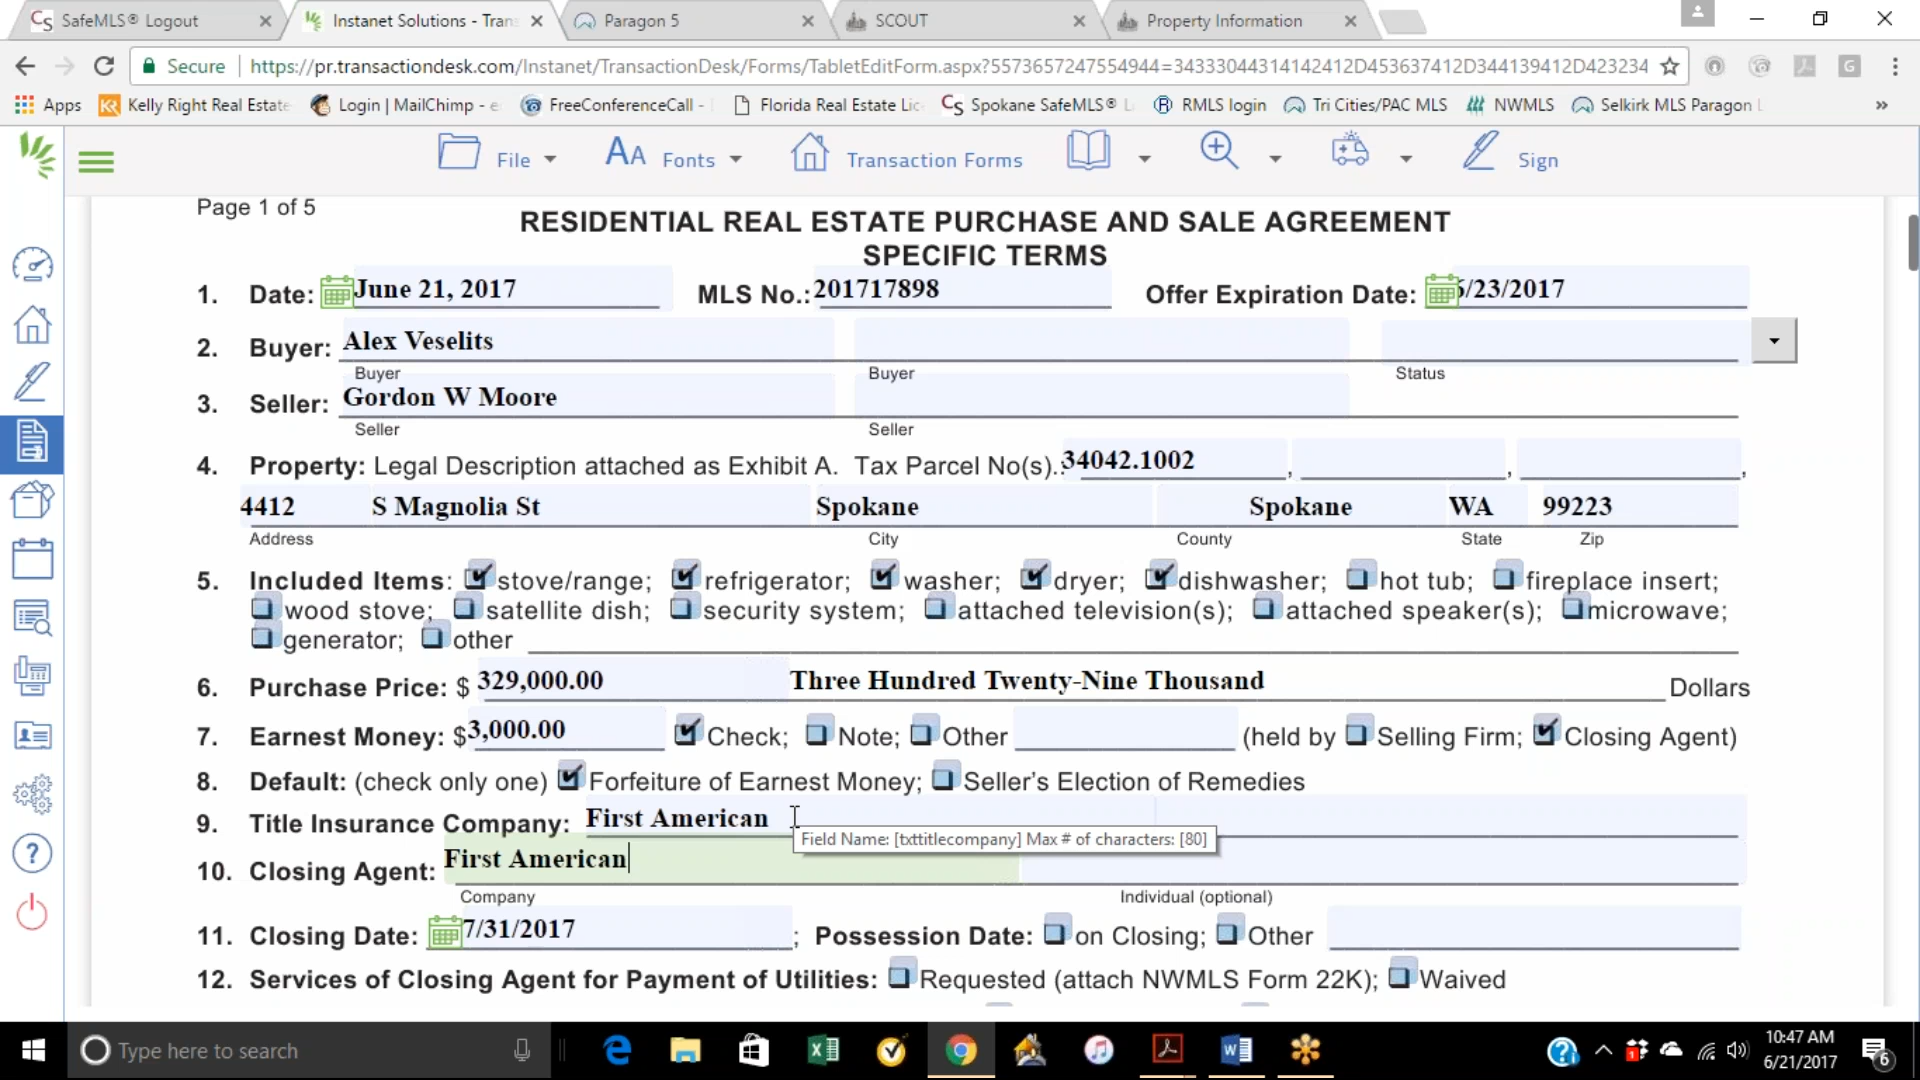 SafeMLS® Logout
Instanet Solutions - Tran
Paragon 5
SCOUT
Property Information
Secure https://pr.transactiondesk.com/Instanet/TransactionDesk/Forms/TabletEditForm.aspx?5573657247554944=34333044314142412D453637412D344139412D423234
Apps Kelly Right Real Estate Login | MailChimp - e FreeConferenceCall - Florida Real Estate Lic Spokane SafeMLS® L RMLS login Tri Cities/PAC MLS NWMLS Selkirk MLS Paragon
File Fonts Transaction Forms Sign
Page 1 of 5
RESIDENTIAL REAL ESTATE PURCHASE AND SALE AGREEMENT
SPECIFIC TERMS
1. Date: June 21, 2017 MLS No.: 201717898 Offer Expiration Date: /23/2017
2. Buyer: Alex Veselits
Buyer Buyer Status
3. Seller: Gordon W Moore
Seller Seller
4. Property: Legal Description attached as Exhibit A. Tax Parcel No(s).: 34042.1002 , , ,
4412 S Magnolia St Spokane Spokane WA 99223
Address City County State Zip
5. Included Items: stove/range; refrigerator; washer; dryer; dishwasher; hot tub; fireplace insert;
wood stove; satellite dish; security system; attached television(s); attached speaker(s); microwave;
generator; other
6. Purchase Price: $ 329,000.00 Three Hundred Twenty-Nine Thousand Dollars
7. Earnest Money: $ 3,000.00 Check; Note; Other (held by Selling Firm; Closing Agent)
8. Default: (check only one) Forfeiture of Earnest Money; Seller's Election of Remedies
9. Title Insurance Company: First American
Field Name: [txttitlecompany] Max # of characters: [80]
10. Closing Agent: First American
Company Individual (optional)
11. Closing Date: 7/31/2017 ; Possession Date: on Closing; Other
12. Services of Closing Agent for Payment of Utilities: Requested (attach NWMLS Form 22K); Waived
Type here to search
10:47 AM
6/21/2017
6